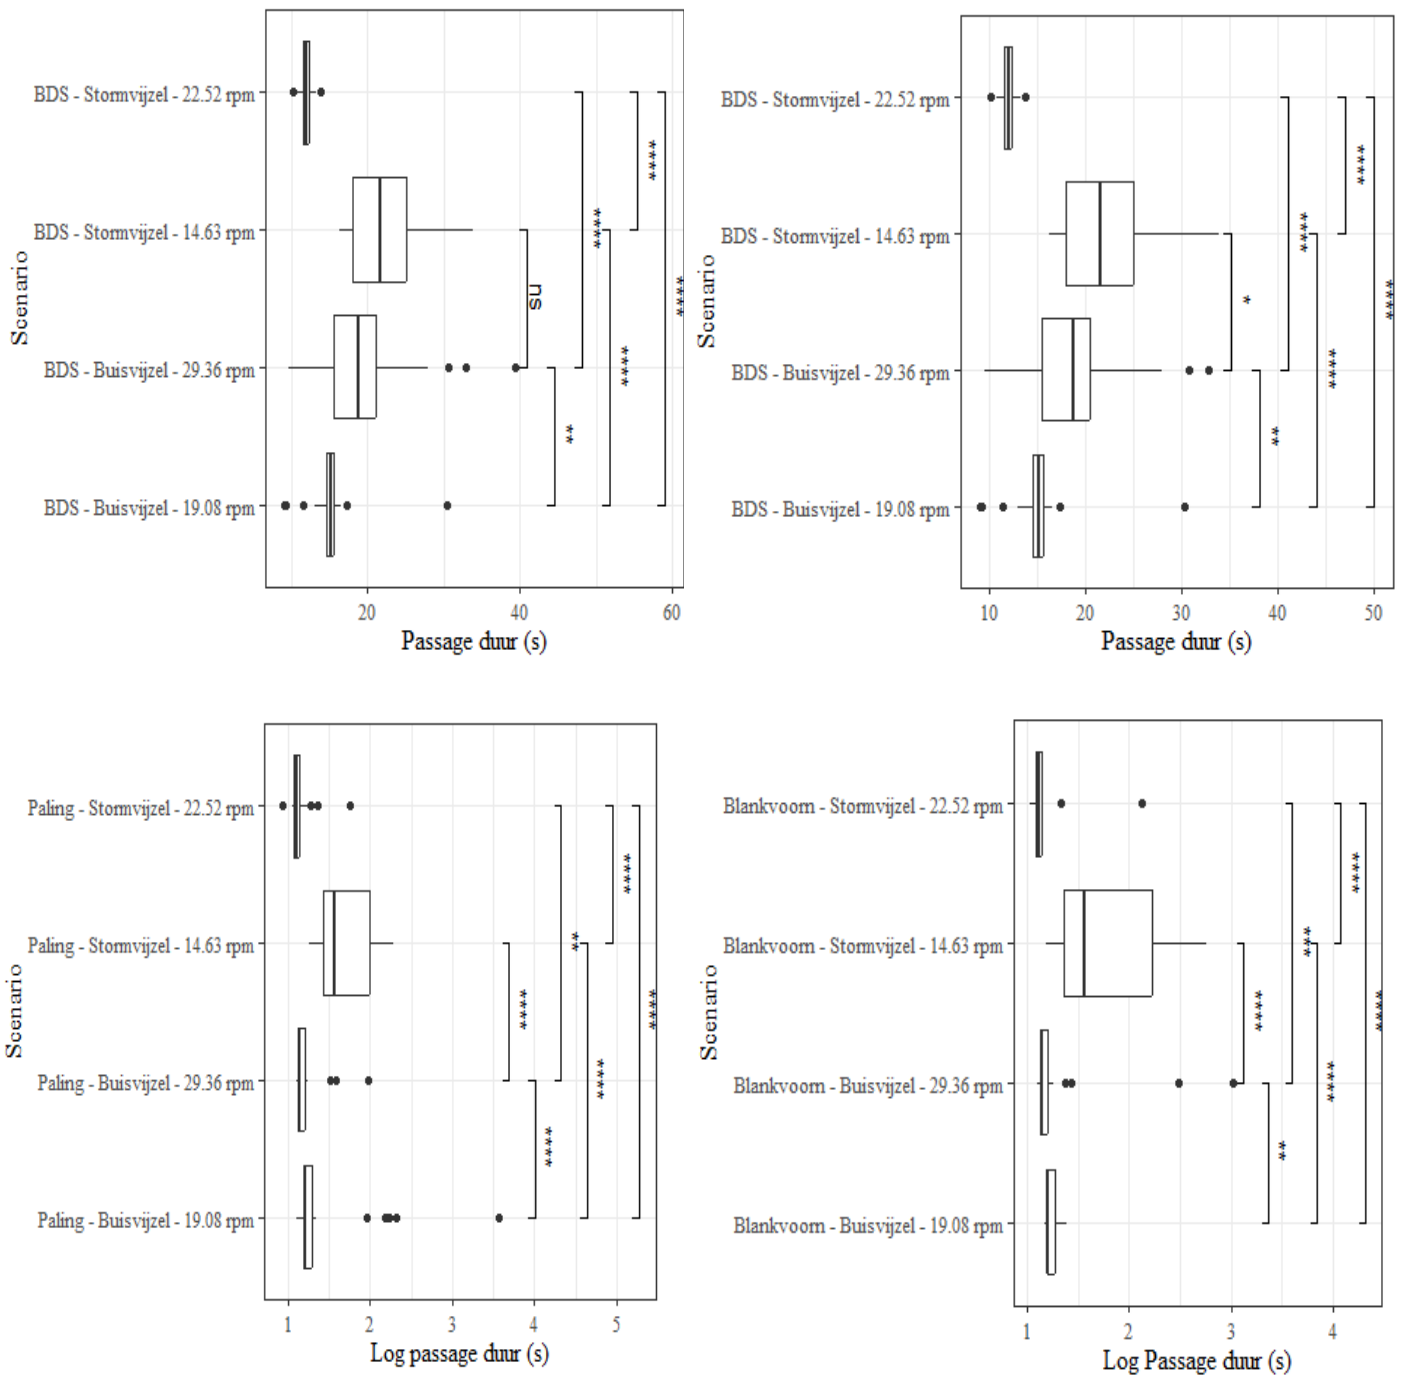 Scenario
BDS - Stormvijzel - 22.52 rpm
BDS - Stormvijzel - 14.63 rpm
BDS - Buisvijzel - 29.36 rpm
BDS - Buisvijzel - 19.08 rpm
****
****
****
ns
****
**
20 40 60
Passage duur (s)
Scenario
BDS - Stormvijzel - 22.52 rpm
BDS - Stormvijzel - 14.63 rpm
BDS - Buisvijzel - 29.36 rpm
BDS - Buisvijzel - 19.08 rpm
****
****
****
*
****
**
10 20 30 40 50
Passage duur (s)
Scenario
Paling - Stormvijzel - 22.52 rpm
Paling - Stormvijzel - 14.63 rpm
Paling - Buisvijzel - 29.36 rpm
Paling - Buisvijzel - 19.08 rpm
****
**
****
****
****
****
1 2 3 4 5
Log passage duur (s)
Scenario
Blankvoorn - Stormvijzel - 22.52 rpm
Blankvoorn - Stormvijzel - 14.63 rpm
Blankvoorn - Buisvijzel - 29.36 rpm
Blankvoorn - Buisvijzel - 19.08 rpm
****
****
****
****
****
**
1 2 3 4
Log Passage duur (s)